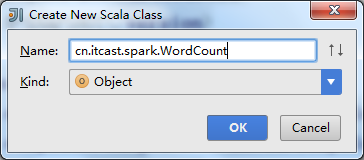 Create New Scala Class
Name: cn.itcast.spark.WordCount
Kind: Object
OK Cancel